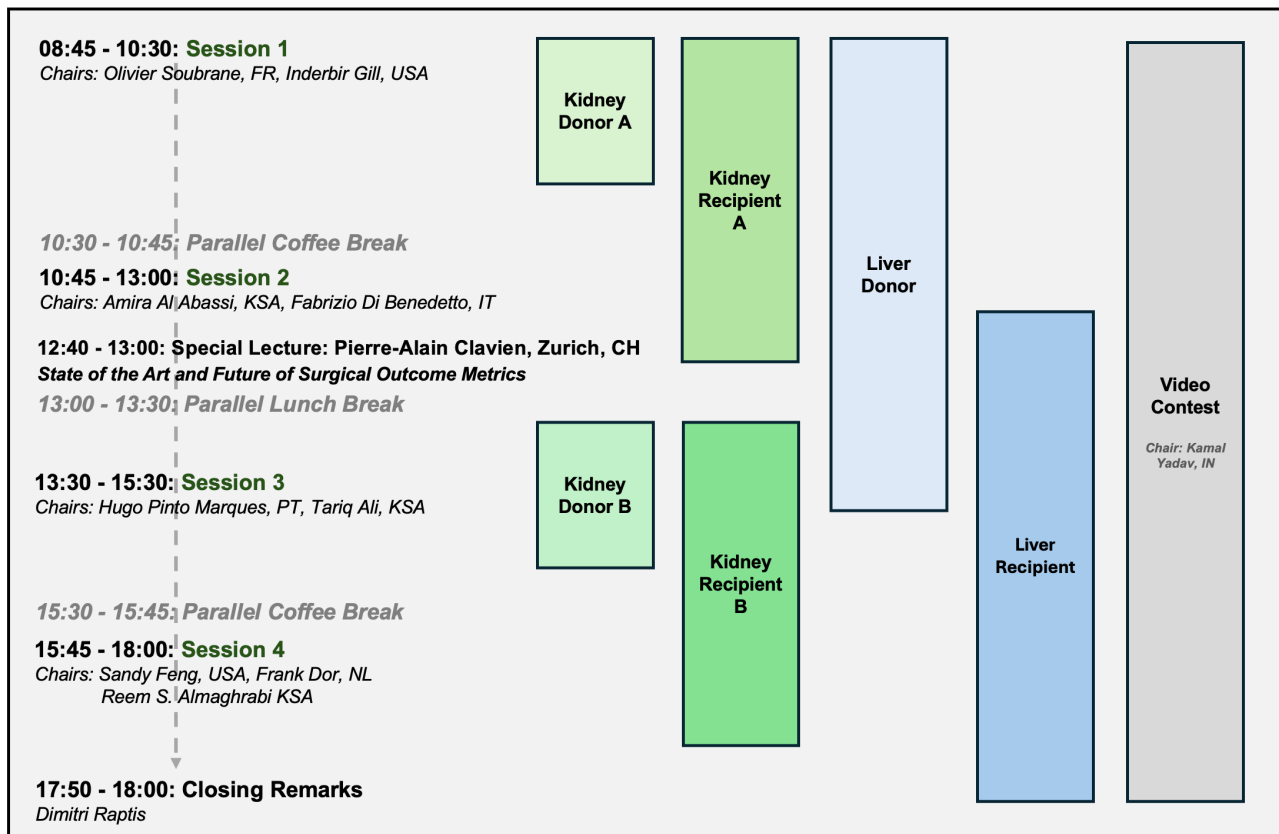 08:45 - 10:30: Session 1
Chairs: Olivier Soubrane, FR, Inderbir Gill, USA
10:30 - 10:45: Parallel Coffee Break
10:45 - 13:00: Session 2
Chairs: Amira Al Abassi, KSA, Fabrizio Di Benedetto, IT
12:40 - 13:00: Special Lecture: Pierre-Alain Clavien, Zurich, CH
State of the Art and Future of Surgical Outcome Metrics
13:00 - 13:30: Parallel Lunch Break
13:30 - 15:30: Session 3
Chairs: Hugo Pinto Marques, PT, Tariq Ali, KSA
15:30 - 15:45: Parallel Coffee Break
15:45 - 18:00: Session 4
Chairs: Sandy Feng, USA, Frank Dor, NL
Reem S. Almaghrabi KSA
17:50 - 18:00: Closing Remarks
Dimitri Raptis
Kidney
Donor A
Kidney
Recipient
A
Kidney
Donor B
Kidney
Recipient
B
Liver
Donor
Liver
Recipient
Video
Contest
Chair: Kamal
Yadav, IN